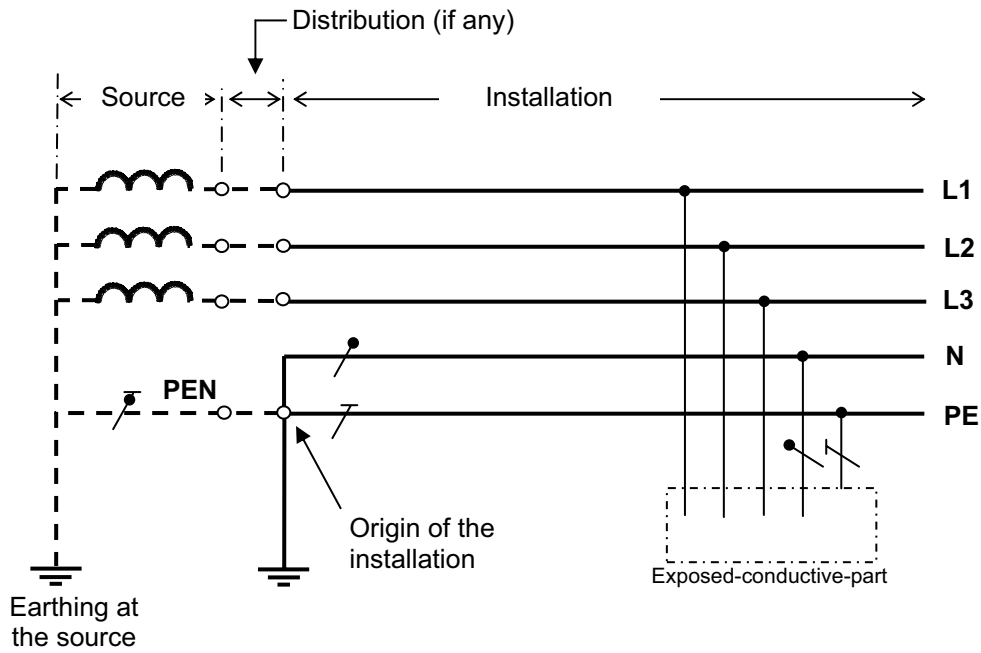 Distribution (if any)
Source
Installation
L1
L2
L3
N
PEN
PE
Origin of the
installation
Exposed-conductive-part
Earthing at
the source